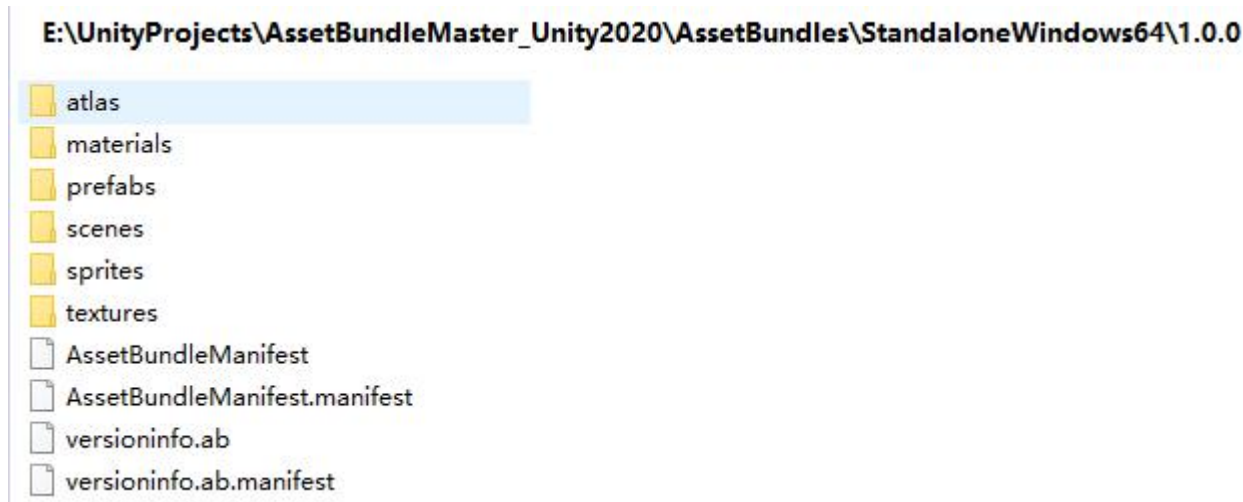 E:\UnityProjects\AssetBundleMaster_Unity2020\AssetBundles\StandaloneWindows64\1.0.0
atlas
materials
prefabs
scenes
sprites
textures
AssetBundleManifest
AssetBundleManifest.manifest
versioninfo.ab
versioninfo.ab.manifest